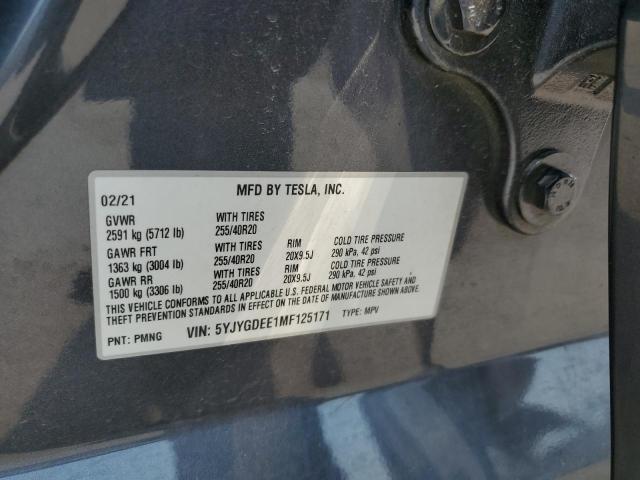 02/21 MFD BY TESLA, INC.
GVWR WITH TIRES
2591 kg (5712 lb) 255/40R20
GAWR FRT WITH TIRES RIM COLD TIRE PRESSURE
1363 kg (3004 lb) 255/40R20 20X9.5J 290 kPa, 42 psi
GAWR RR WITH TIRES RIM COLD TIRE PRESSURE
1500 kg (3306 lb) 255/40R20 20X9.5J 290 kPa, 42 psi
THIS VEHICLE CONFORMS TO ALL APPLICABLE U.S. FEDERAL MOTOR VEHICLE SAFETY AND
THEFT PREVENTION STANDARDS IN EFFECT ON THE DATE OF MANUFACTURE SHOWN ABOVE.
PNT: PMNG VIN: 5YJYGDEE1MF125171 TYPE: MPV